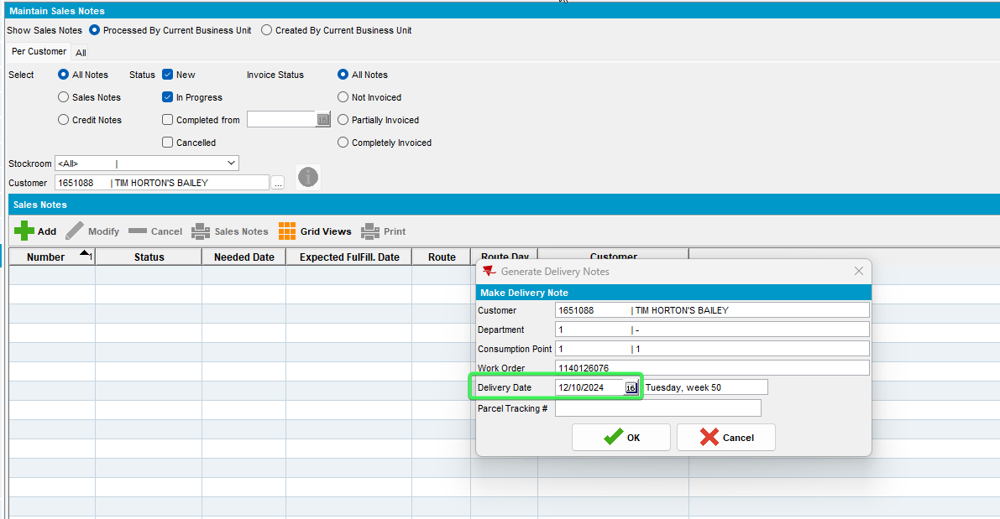 Maintain Sales Notes
Show Sales Notes Processed By Current Business Unit Created By Current Business Unit
Per Customer All
Select All Notes Status New Invoice Status All Notes
Sales Notes In Progress Not Invoiced
Credit Notes Completed from 16 Partially Invoiced
Cancelled Completely Invoiced
Stockroom <All>
Customer 1651088 TIM HORTON'S BAILEY ...
Sales Notes
Add Modify Cancel Sales Notes Grid Views Print
Number 1 Status Needed Date Expected FulFill. Date Route Route Day Customer
Generate Delivery Notes
Make Delivery Note
Customer 1651088 TIM HORTON'S BAILEY
Department 1 -
Consumption Point 1 1
Work Order 1140126076
Delivery Date 12/10/2024 16 Tuesday, week 50
Parcel Tracking #
OK Cancel